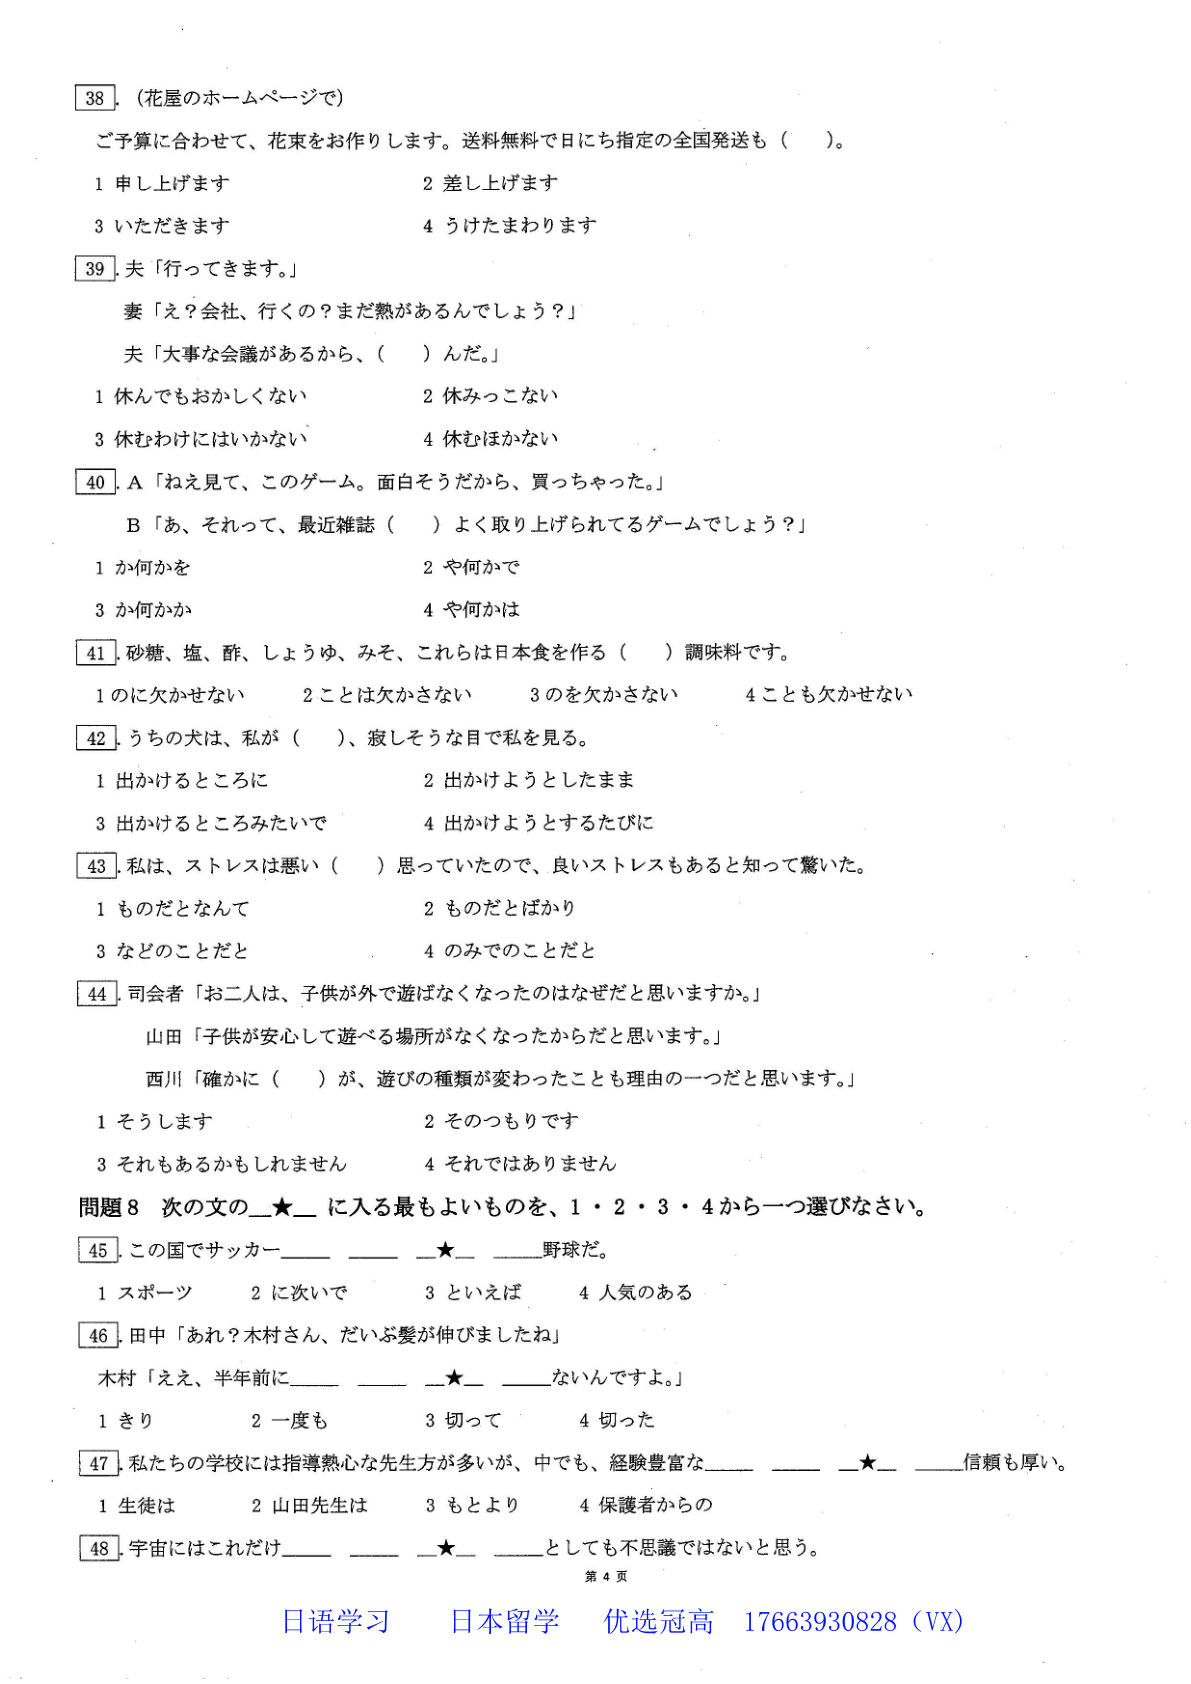 38. （花屋のホームページで）
ご予算に合わせて、花束をお作りします。送料無料で日にち指定の全国発送も（　　）。
1 申し上げます　2 差し上げます
3 いただきます　4 うけたまわります
39. 夫「行ってきます。」
妻「え？会社、行くの？まだ熱があるんでしょう？」
夫「大事な会議があるから、（　　）んだ。」
1 休んでもおかしくない　2 休みっこない
3 休むわけにはいかない　4 休むほかない
40. A「ねえ見て、このゲーム。面白そうだから、買っちゃった。」
B「あ、それって、最近雑誌（　　）よく取り上げられてるゲームでしょう？」
1 か何かを　2 や何かで
3 か何かか　4 や何かは
41. 砂糖、塩、酢、しょうゆ、みそ、これらは日本食を作る（　　）調味料です。
1 のに欠かせない　2 ことは欠かさない　3 のを欠かさない　4 ことも欠かせない
42. うちの犬は、私が（　　）、寂しそうな目で私を見る。
1 出かけるところに　2 出かけようとしたまま
3 出かけるところみたいで　4 出かけようとするたびに
43. 私は、ストレスは悪い（　　）思っていたので、良いストレスもあると知って驚いた。
1 ものだとなんて　2 ものだとばかり
3 などのことだと　4 のみでのことだと
44. 司会者「お二人は、子供が外で遊ばなくなったのはなぜだと思いますか。」
山田「子供が安心して遊べる場所がなくなったからだと思います。」
西川「確かに（　　）が、遊びの種類が変わったことも理由の一つだと思います。」
1 そうします　2 そのつもりです
3 それもあるかもしれません　4 それではありません
問題８　次の文の＿★＿ に入る最もよいものを、１・２・３・４から一つ選びなさい。
45. この国でサッカー____ ____ _★_ ____野球だ。
1 スポーツ　2 に次いで　3 といえば　4 人気のある
46. 田中「あれ？木村さん、だいぶ髪が伸びましたね」
木村「ええ、半年前に____ ____ _★_ ____ないんですよ。」
1 きり　2 一度も　3 切って　4 切った
47. 私たちの学校には指導熱心な先生方が多いが、中でも、経験豊富な____ ____ _★_ ____信頼も厚い。
1 生徒は　2 山田先生は　3 もとより　4 保護者からの
48. 宇宙にはこれだけ____ ____ _★_ ____としても不思議ではないと思う。
第 4 页
日语学习　日本留学　优选冠高　17663930828（VX)